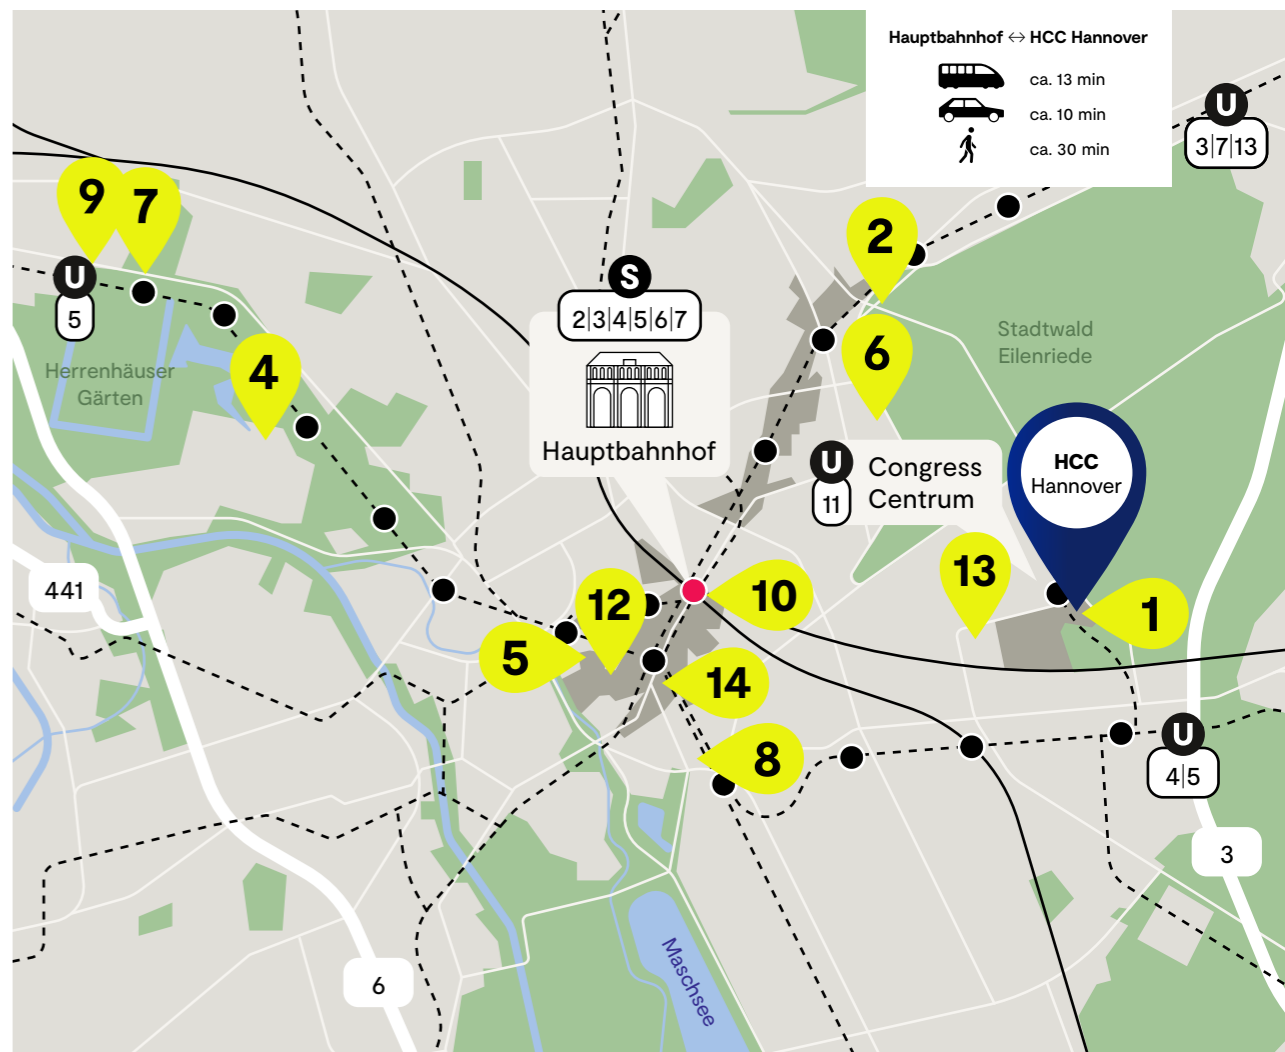 Hauptbahnhof ↔ HCC Hannover
ca. 13 min
ca. 10 min
ca. 30 min
U
3|7|13
9
7
2
U
5
S
2|3|4|5|6|7
Herrenhäuser
Gärten
4
6
Stadtwald
Eilenriede
Hauptbahnhof
U
11
Congress
Centrum
HCC
Hannover
441
12
10
13
1
5
14
8
U
4|5
3
6
Maschsee